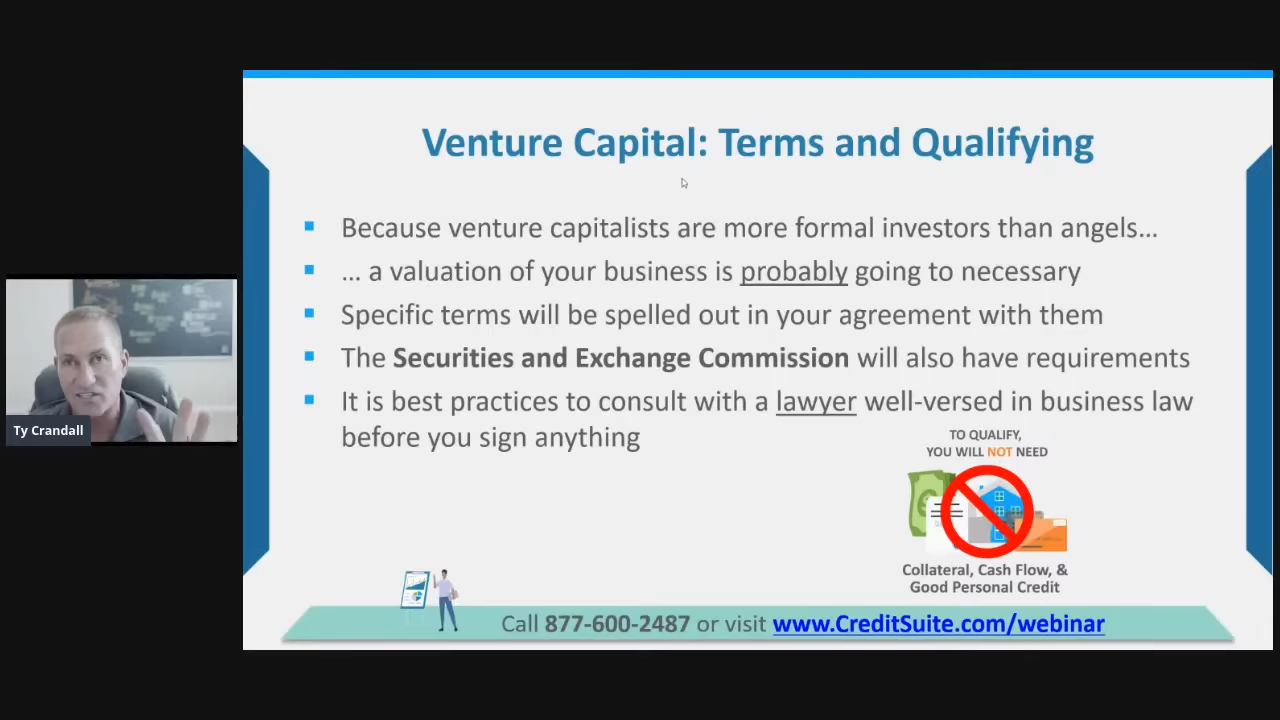 Venture Capital: Terms and Qualifying
Because venture capitalists are more formal investors than angels...
... a valuation of your business is probably going to necessary
Specific terms will be spelled out in your agreement with them
The Securities and Exchange Commission will also have requirements
It is best practices to consult with a lawyer well-versed in business law
before you sign anything
TO QUALIFY,
YOU WILL NOT NEED
Collateral, Cash Flow, &
Good Personal Credit
Call 877-600-2487 or visit www.CreditSuite.com/webinar
Ty Crandall